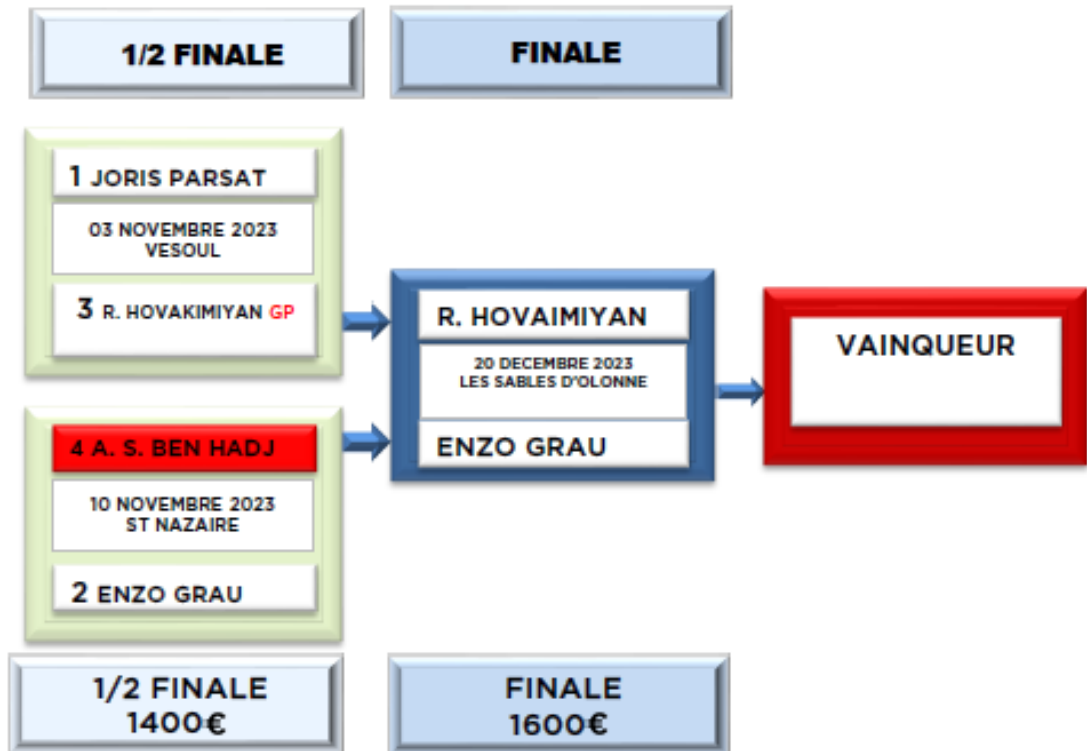 1/2 FINALE
FINALE
1 JORIS PARSAT
03 NOVEMBRE 2023
VESOUL
3 R. HOVAKIMIYAN GP
4 A. S. BEN HADJ
10 NOVEMBRE 2023
ST NAZAIRE
2 ENZO GRAU
R. HOVAIMIYAN
20 DECEMBRE 2023
LES SABLES D'OLONNE
ENZO GRAU
VAINQUEUR
1/2 FINALE
1400€
FINALE
1600€